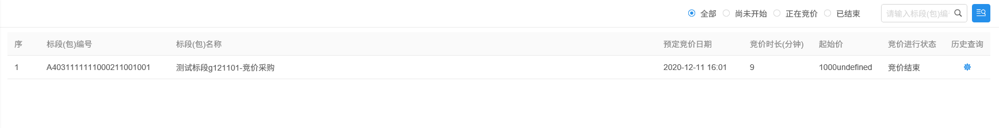 全部 尚未开始 正在竞价 已结束 请输入标段(包)编
序 标段(包)编号 标段(包)名称 预定竞价日期 竞价时长(分钟) 起始价 竞价进行状态 历史查询
1 A4031111111000211001001 测试标段g121101-竞价采购 2020-12-11 16:01 9 1000undefined 竞价结束